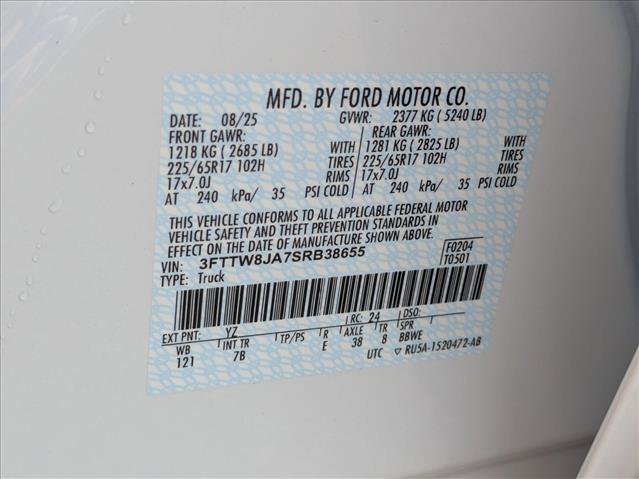 MFD. BY FORD MOTOR CO.
DATE: 08/25 GVWR: 2377 KG ( 5240 LB)
FRONT GAWR: REAR GAWR:
1218 KG ( 2685 LB) WITH 1281 KG ( 2825 LB) WITH
225/65R17 102H TIRES 225/65R17 102H TIRES
17x7.0J RIMS 17x7.0J RIMS
AT 240 kPa/ 35 PSI COLD AT 240 kPa/ 35 PSI COLD
THIS VEHICLE CONFORMS TO ALL APPLICABLE FEDERAL MOTOR
VEHICLE SAFETY AND THEFT PREVENTION STANDARDS IN
EFFECT ON THE DATE OF MANUFACTURE SHOWN ABOVE.
VIN: 3FTTW8JA7SRB38655 F0204
TYPE: Truck T0501
EXT PNT: YZ RC: 24 DSO:
WB INT TR TP/PS R AXLE TR SPR
121 7B E 38 8 BBWE
UTC RU5A-1520472-AB